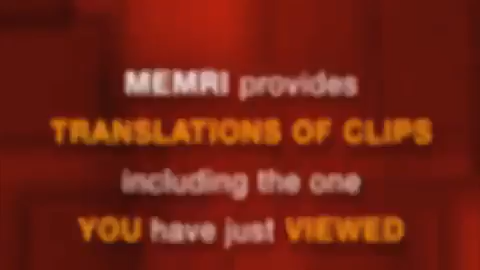 MEMRI provides
TRANSLATIONS OF CLIPS
including the one
YOU have just VIEWED